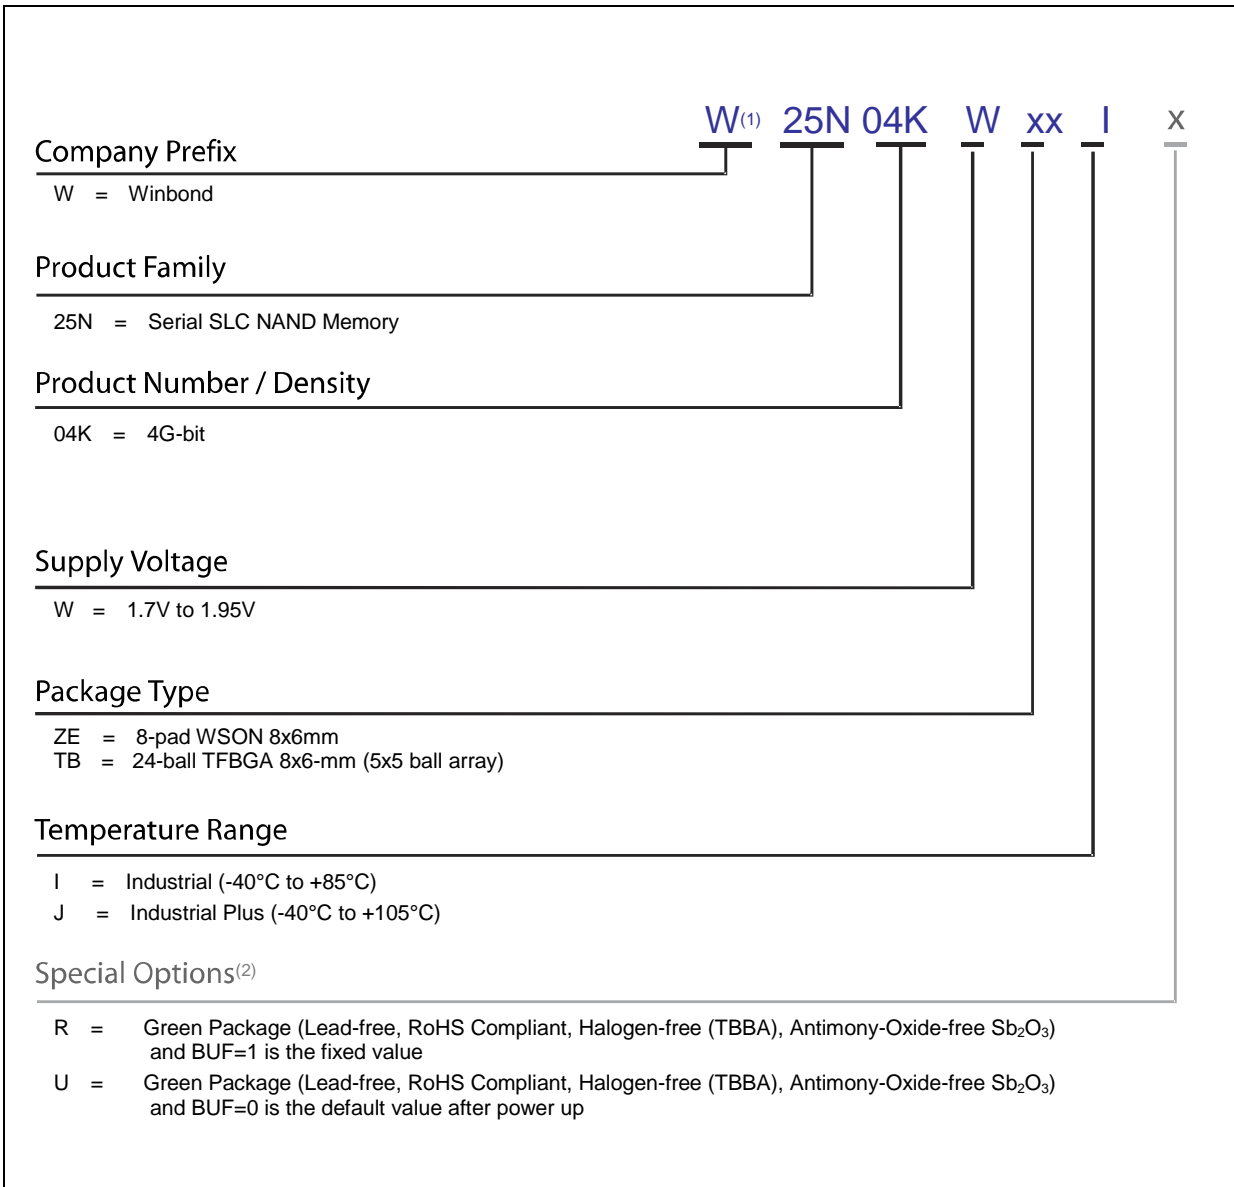 W(1) 25N 04K W xx I x
Company Prefix
W = Winbond
Product Family
25N = Serial SLC NAND Memory
Product Number / Density
04K = 4G-bit
Supply Voltage
W = 1.7V to 1.95V
Package Type
ZE = 8-pad WSON 8x6mm
TB = 24-ball TFBGA 8x6-mm (5x5 ball array)
Temperature Range
I = Industrial (-40°C to +85°C)
J = Industrial Plus (-40°C to +105°C)
Special Options(2)
R = Green Package (Lead-free, RoHS Compliant, Halogen-free (TBBA), Antimony-Oxide-free Sb₂O₃)
and BUF=1 is the fixed value
U = Green Package (Lead-free, RoHS Compliant, Halogen-free (TBBA), Antimony-Oxide-free Sb₂O₃)
and BUF=0 is the default value after power up